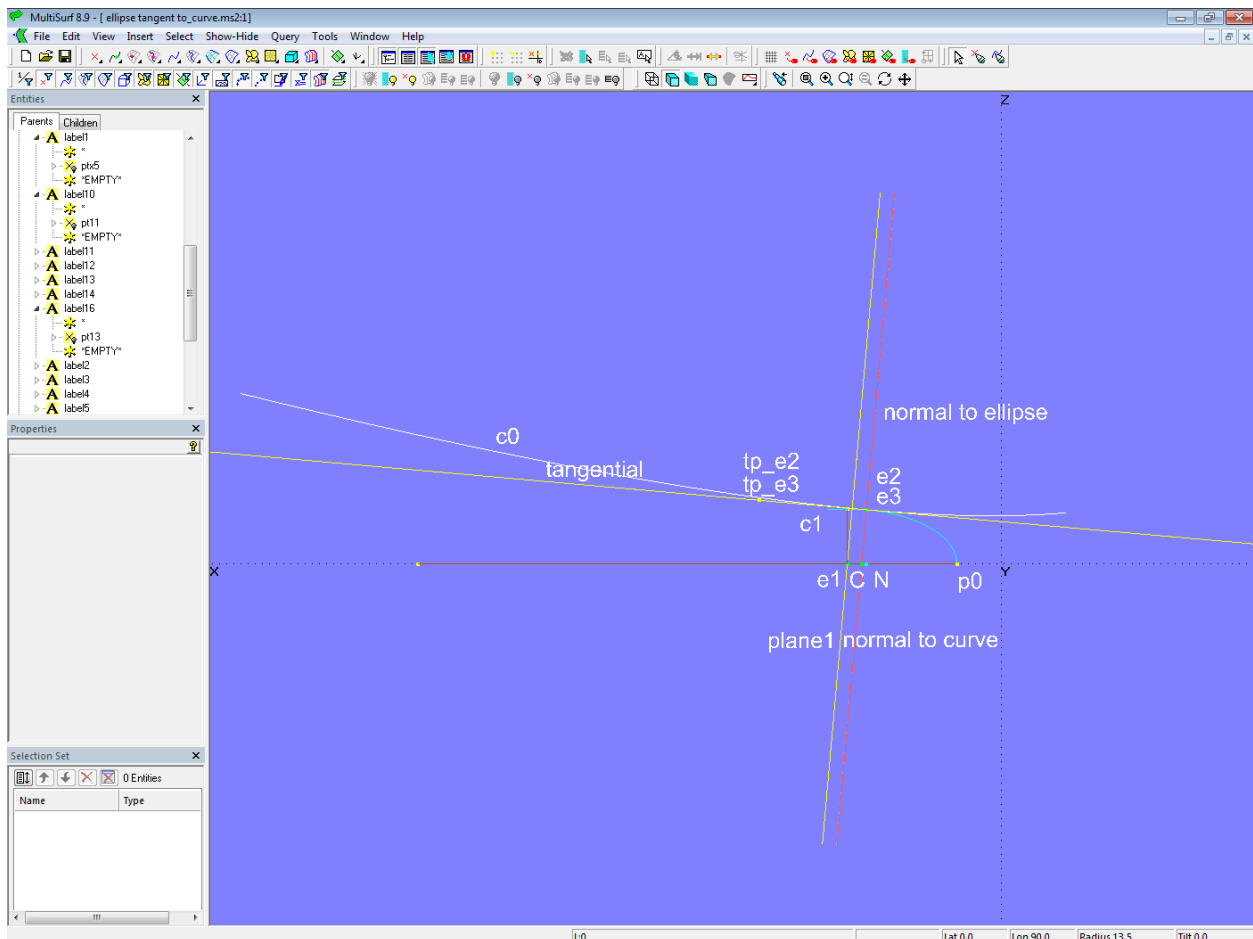 MultiSurf 8.9 - [ ellipse tangent to_curve.ms2:1]
File Edit View Insert Select Show-Hide Query Tools Window Help
Entities
Parents Children
A label1
*
ptx5
*EMPTY*
A label10
*
pt11
*EMPTY*
A label11
A label12
A label13
A label14
A label16
*
pt13
*EMPTY*
A label2
A label3
A label4
A label5
Properties
Selection Set
0 Entities
Name Type
Z
normal to ellipse
c0
tangential
tp_e2
tp_e3
e2
e3
c1
X
Y
e1 C N
p0
plane1 normal to curve
L:0
Lat 0.0 Lon 90.0 Radius 13.5 Tilt 0.0